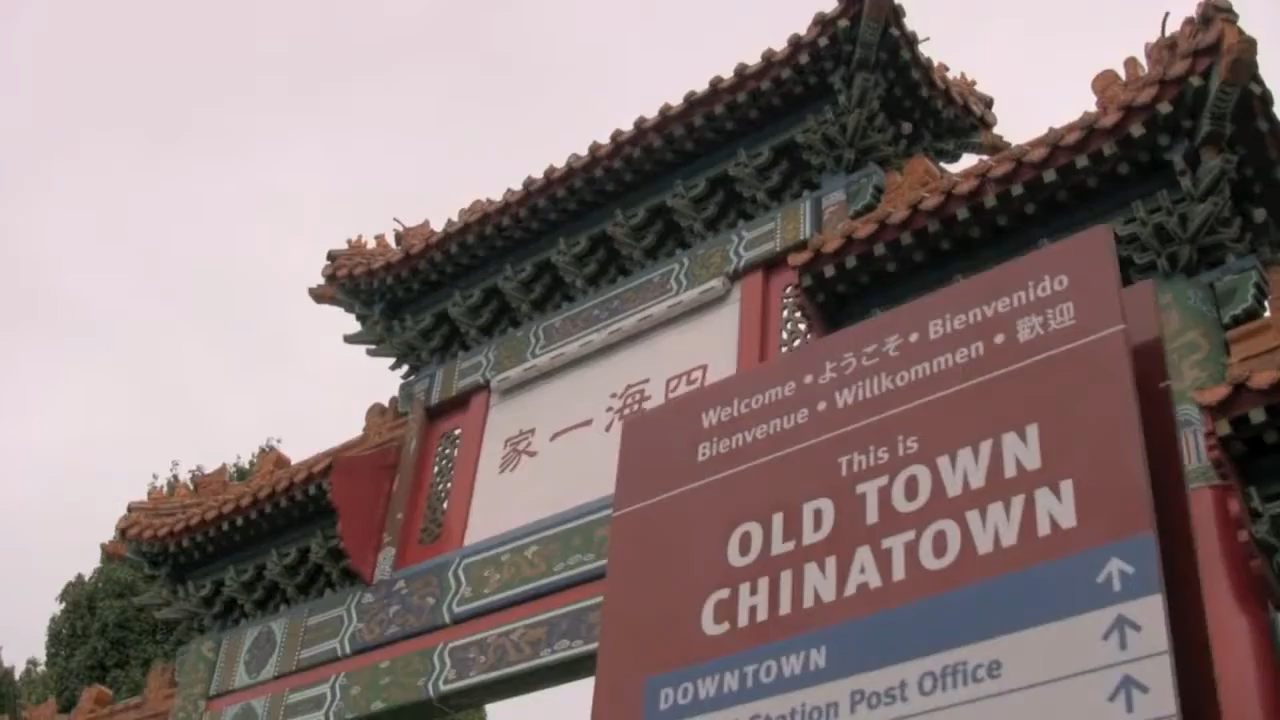 家一海四
Welcome • ようこそ • Bienvenido
Bienvenue • Willkommen • 歡迎
This is
OLD TOWN
CHINATOWN
DOWNTOWN
Station Post Office